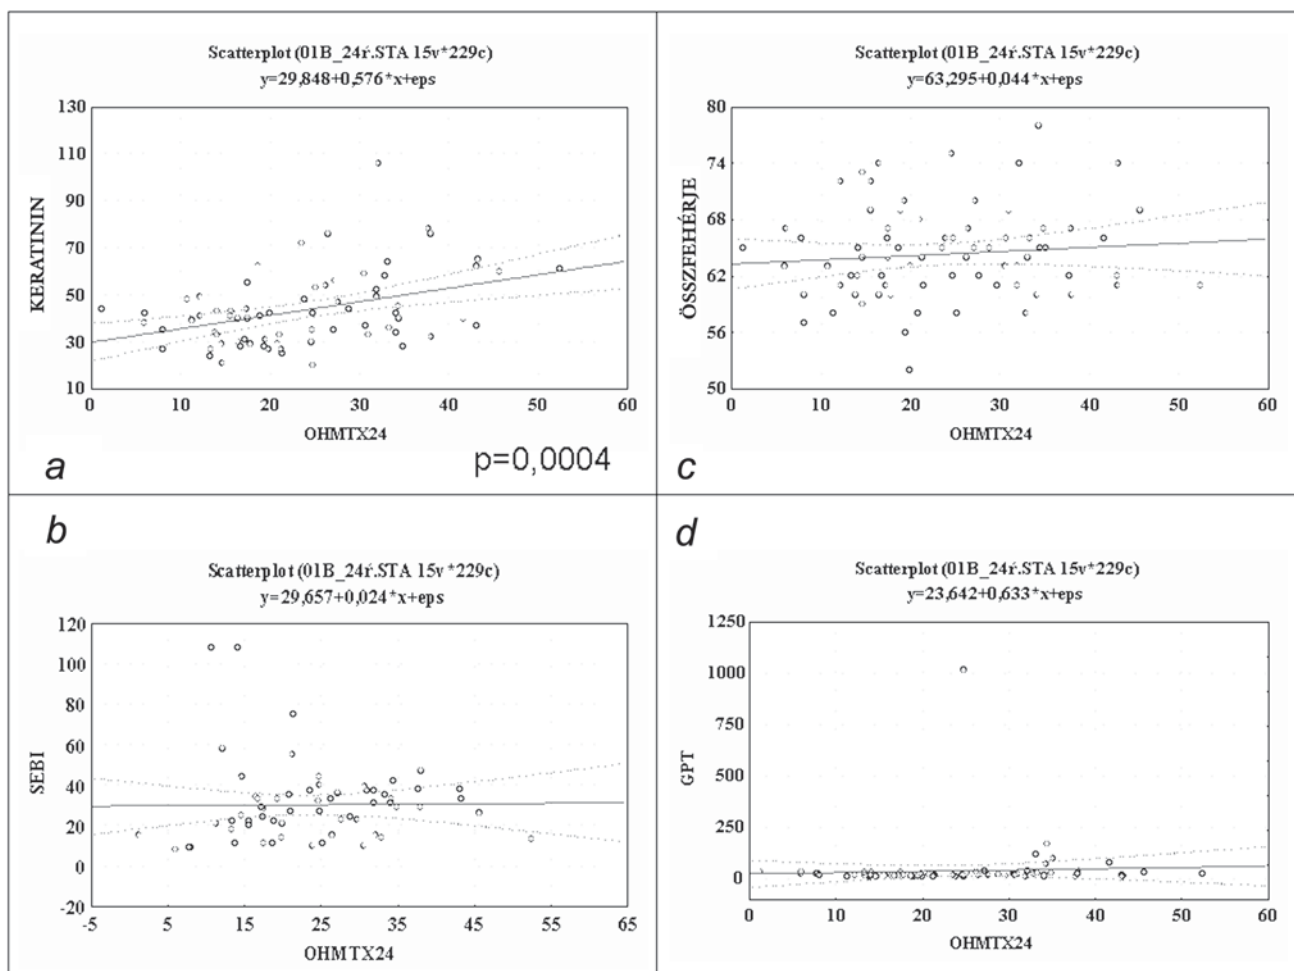 Scatterplot (01B_24ŕ.STA 15v*229c)
y=29,848+0,576*x+eps
KERATININ
130
110
90
70
50
30
10
0 10 20 30 40 50 60
OHMTX24
a
p=0,0004
Scatterplot (01B_24ŕ.STA 15v*229c)
y=63,295+0,044*x+eps
ÖSSZFEHÉRJE
80
74
68
62
56
50
0 10 20 30 40 50 60
OHMTX24
c
b
Scatterplot (01B_24ŕ.STA 15v*229c)
y=29,657+0,024*x+eps
SEBI
120
100
80
60
40
20
0
-20
-5 5 15 25 35 45 55 65
OHMTX24
d
Scatterplot (01B_24ŕ.STA 15v*229c)
y=23,642+0,633*x+eps
GPT
1250
1000
750
500
250
0
0 10 20 30 40 50 60
OHMTX24